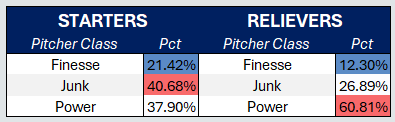 STARTERS RELIEVERS
Pitcher Class Pct Pitcher Class Pct
Finesse 21.42% Finesse 12.30%
Junk 40.68% Junk 26.89%
Power 37.90% Power 60.81%